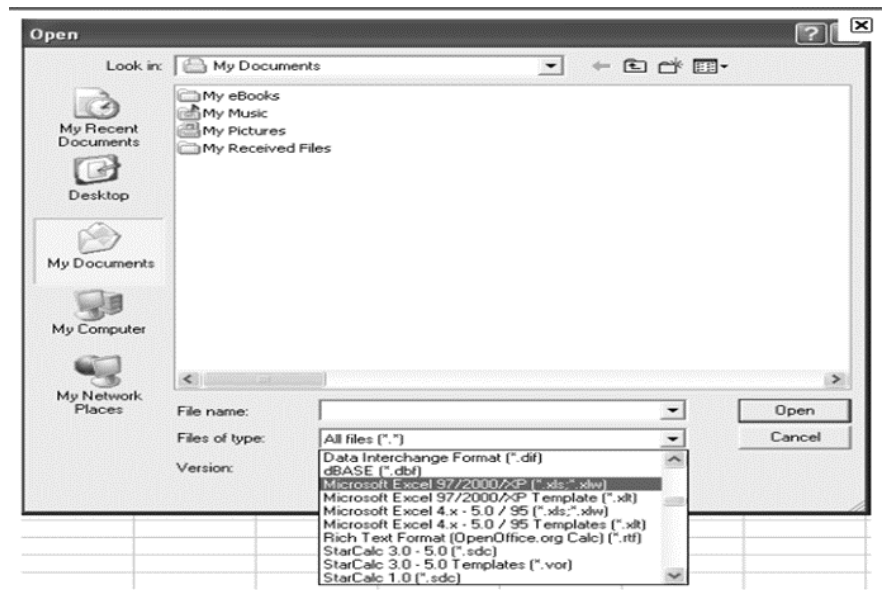 Open
Look in: My Documents
My eBooks
My Music
My Pictures
My Received Files
My Recent
Documents
Desktop
My Documents
My Computer
My Network
Places
File name:
Open
Files of type: All files (*.*)
Cancel
Version:
Data Interchange Format (*.dif)
dBASE (*.dbf)
Microsoft Excel 97/2000/XP (*.xls;*.xlw)
Microsoft Excel 97/2000/XP Template (*.xlt)
Microsoft Excel 4.x - 5.0 / 95 (*.xls;*.xlw)
Microsoft Excel 4.x - 5.0 / 95 Templates (*.xlt)
Rich Text Format (OpenOffice.org Calc) (*.rtf)
StarCalc 3.0 - 5.0 (*.sdc)
StarCalc 3.0 - 5.0 Templates (*.vor)
StarCalc 1.0 (*.sdc)